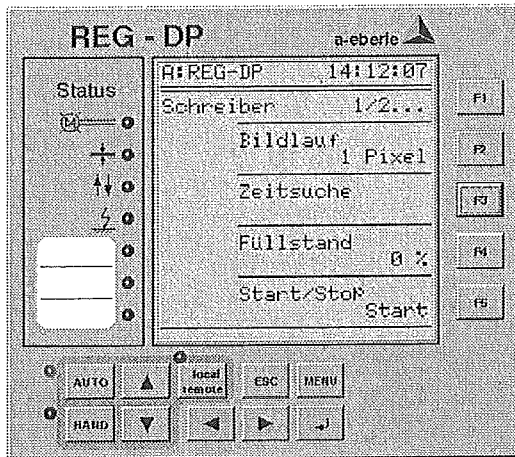 REG - DP
a-eberle
Status
A:REG-DP 14:12:07
Schreiber 1/2...
Bildlauf
1 Pixel
Zeitsuche
Füllstand
0 %
Start/Stop
Start
F1
F2
F3
F4
F5
AUTO
local
remote
ESC
MENU
HAND